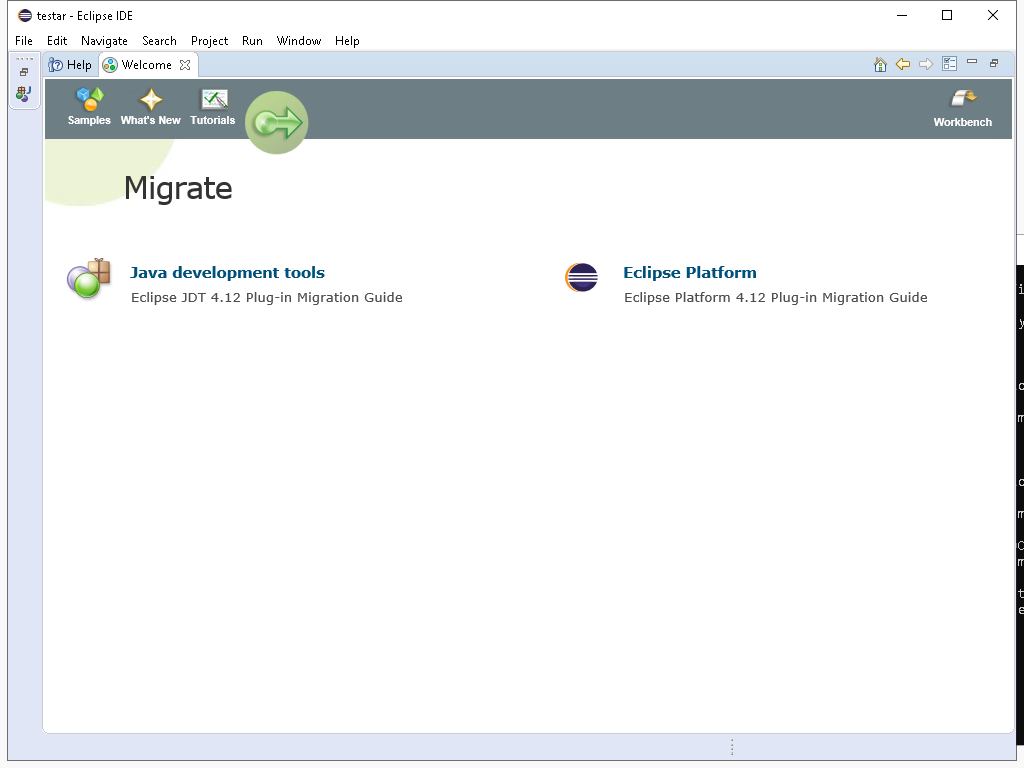 testar - Eclipse IDE
File Edit Navigate Search Project Run Window Help
Help Welcome
Samples What's New Tutorials Workbench
Migrate
Java development tools
Eclipse JDT 4.12 Plug-in Migration Guide
Eclipse Platform
Eclipse Platform 4.12 Plug-in Migration Guide